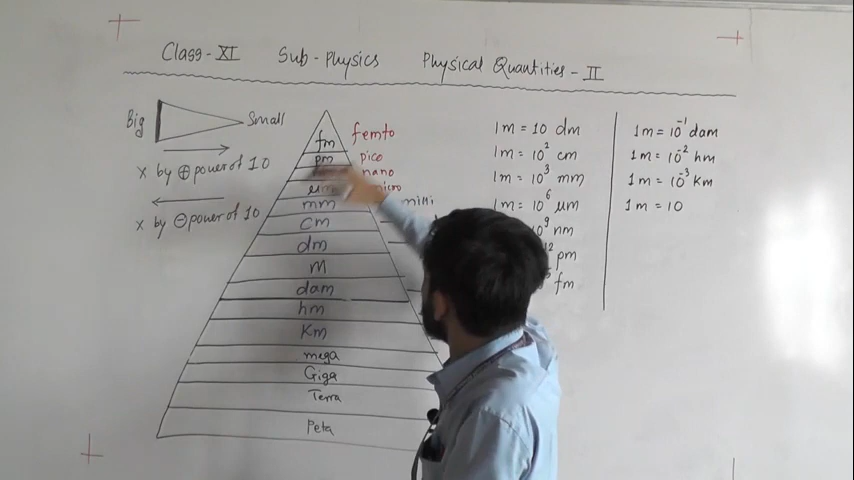 Class-XI Sub-Physics Physical Quantities-II
Big Small
x by ⊕ power of 10
x by ⊖ power of 10
fm femto
pm pico
nano
μm micro
mm milli
cm
dm
M
dam
hm
Km
mega
Giga
Terra
Peta
1m = 10 dm
1m = 10² cm
1m = 10³ mm
1m = 10⁶ μm
nm
pm
fm
1m = 10⁻¹ dam
1m = 10⁻² hm
1m = 10⁻³ Km
1m = 10